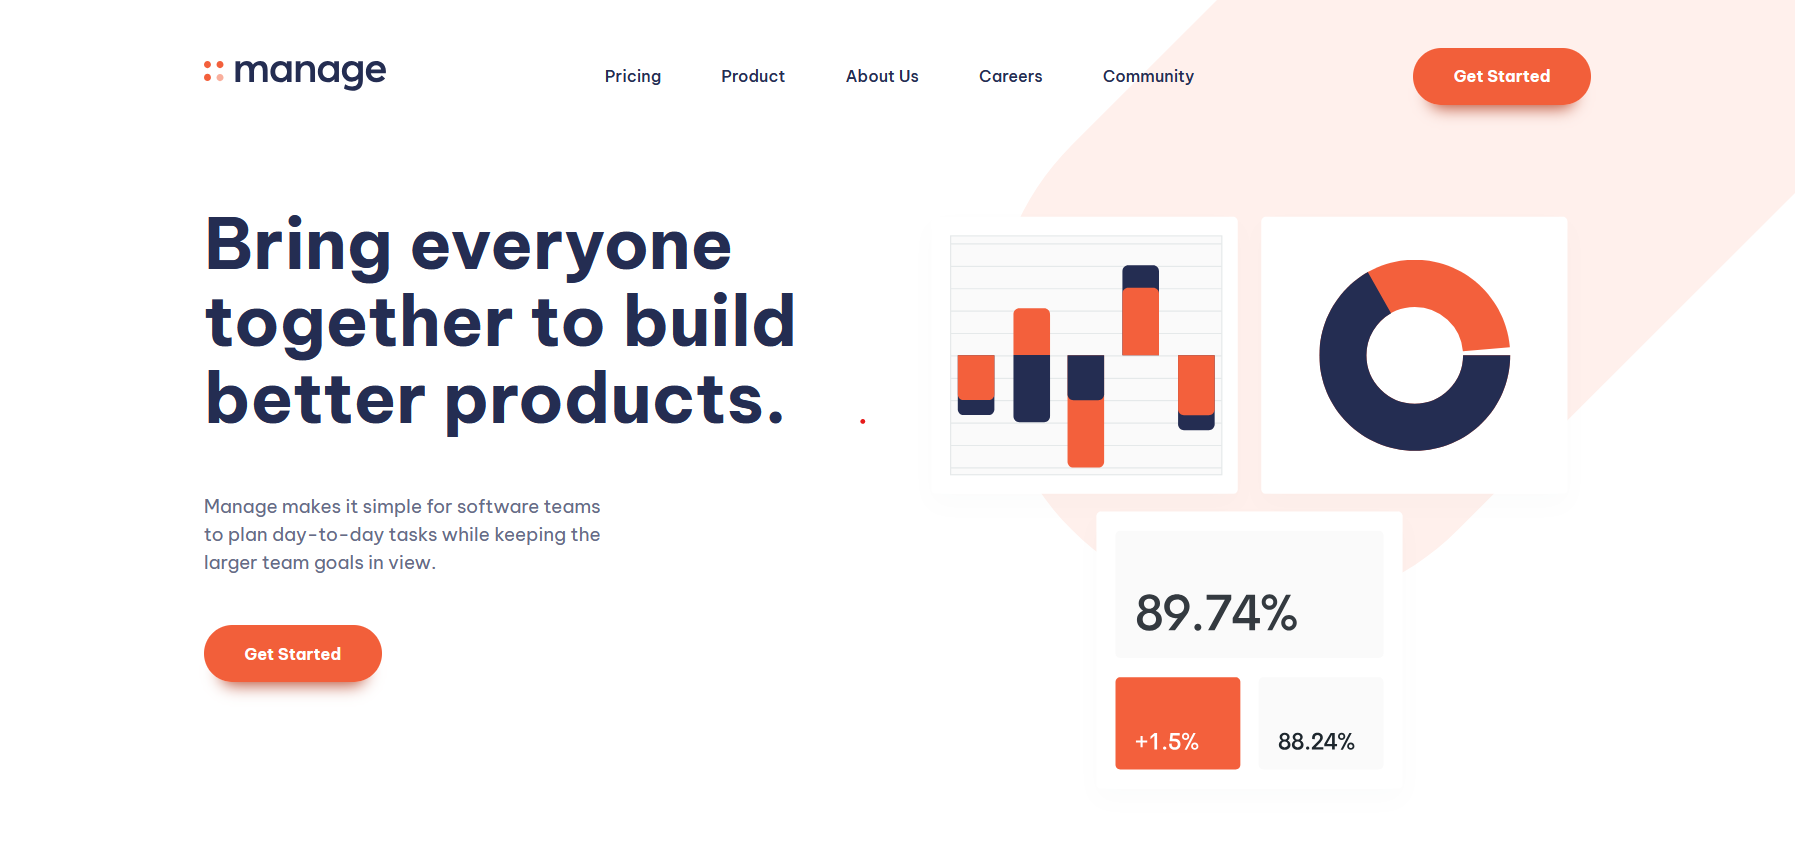 manage
Pricing Product About Us Careers Community
Get Started
Bring everyone
together to build
better products.
Manage makes it simple for software teams
to plan day-to-day tasks while keeping the
larger team goals in view.
Get Started
89.74%
+1.5% 88.24%